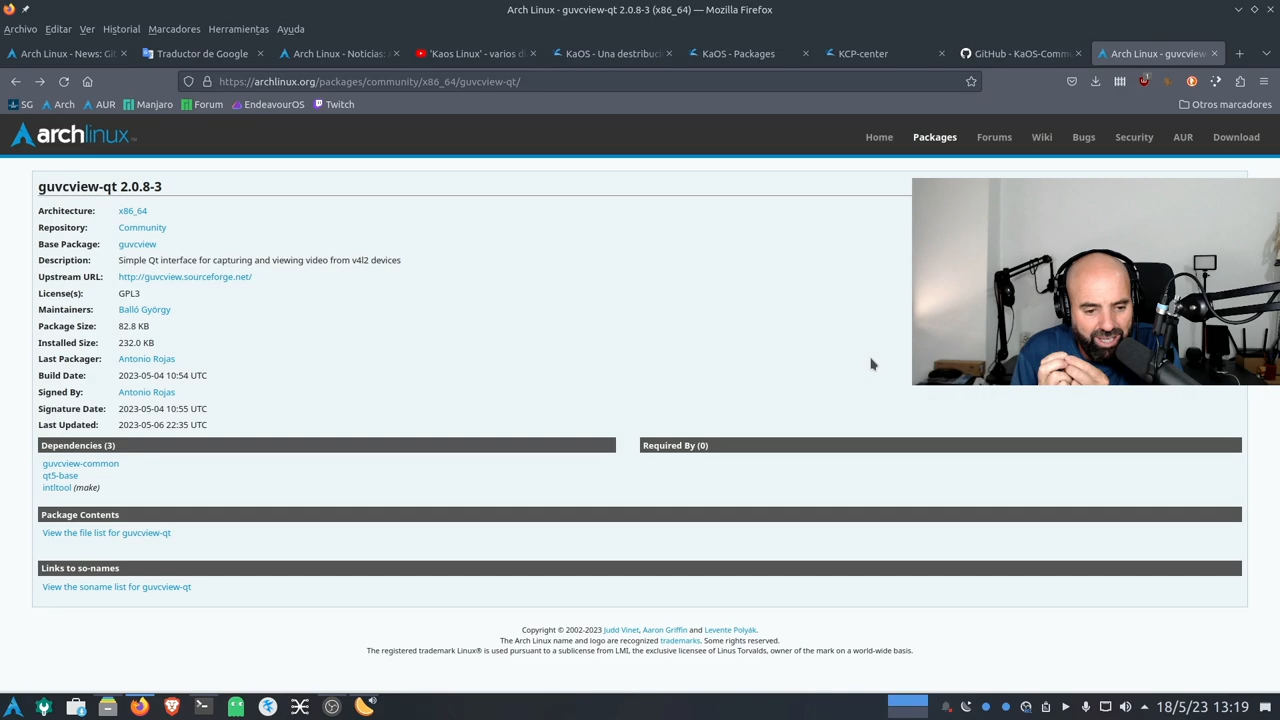 Arch Linux - guvcview-qt 2.0.8-3 (x86_64) — Mozilla Firefox
Archivo Editar Ver Historial Marcadores Herramientas Ayuda
Arch Linux - News: Git
Traductor de Google
Arch Linux - Noticias: A
'Kaos Linux' - varios di
KaOS - Una destribuci
KaOS - Packages
KCP-center
GitHub - KaOS-Comm
Arch Linux - guvcview
https://archlinux.org/packages/community/x86_64/guvcview-qt/
SG Arch AUR Manjaro Forum EndeavourOS Twitch Otros marcadores
archlinux
Home Packages Forums Wiki Bugs Security AUR Download
guvcview-qt 2.0.8-3
Architecture: x86_64
Repository: Community
Base Package: guvcview
Description: Simple Qt interface for capturing and viewing video from v4l2 devices
Upstream URL: http://guvcview.sourceforge.net/
License(s): GPL3
Maintainers: Balló György
Package Size: 82.8 KB
Installed Size: 232.0 KB
Last Packager: Antonio Rojas
Build Date: 2023-05-04 10:54 UTC
Signed By: Antonio Rojas
Signature Date: 2023-05-04 10:55 UTC
Last Updated: 2023-05-06 22:35 UTC
Dependencies (3)
guvcview-common
qt5-base
intltool (make)
Required By (0)
Package Contents
View the file list for guvcview-qt
Links to so-names
View the soname list for guvcview-qt
Copyright © 2002-2023 Judd Vinet, Aaron Griffin and Levente Polyák.
The Arch Linux name and logo are recognized trademarks. Some rights reserved.
The registered trademark Linux® is used pursuant to a sublicense from LMI, the exclusive licensee of Linus Torvalds, owner of the mark on a world-wide basis.
18/5/23 13:19